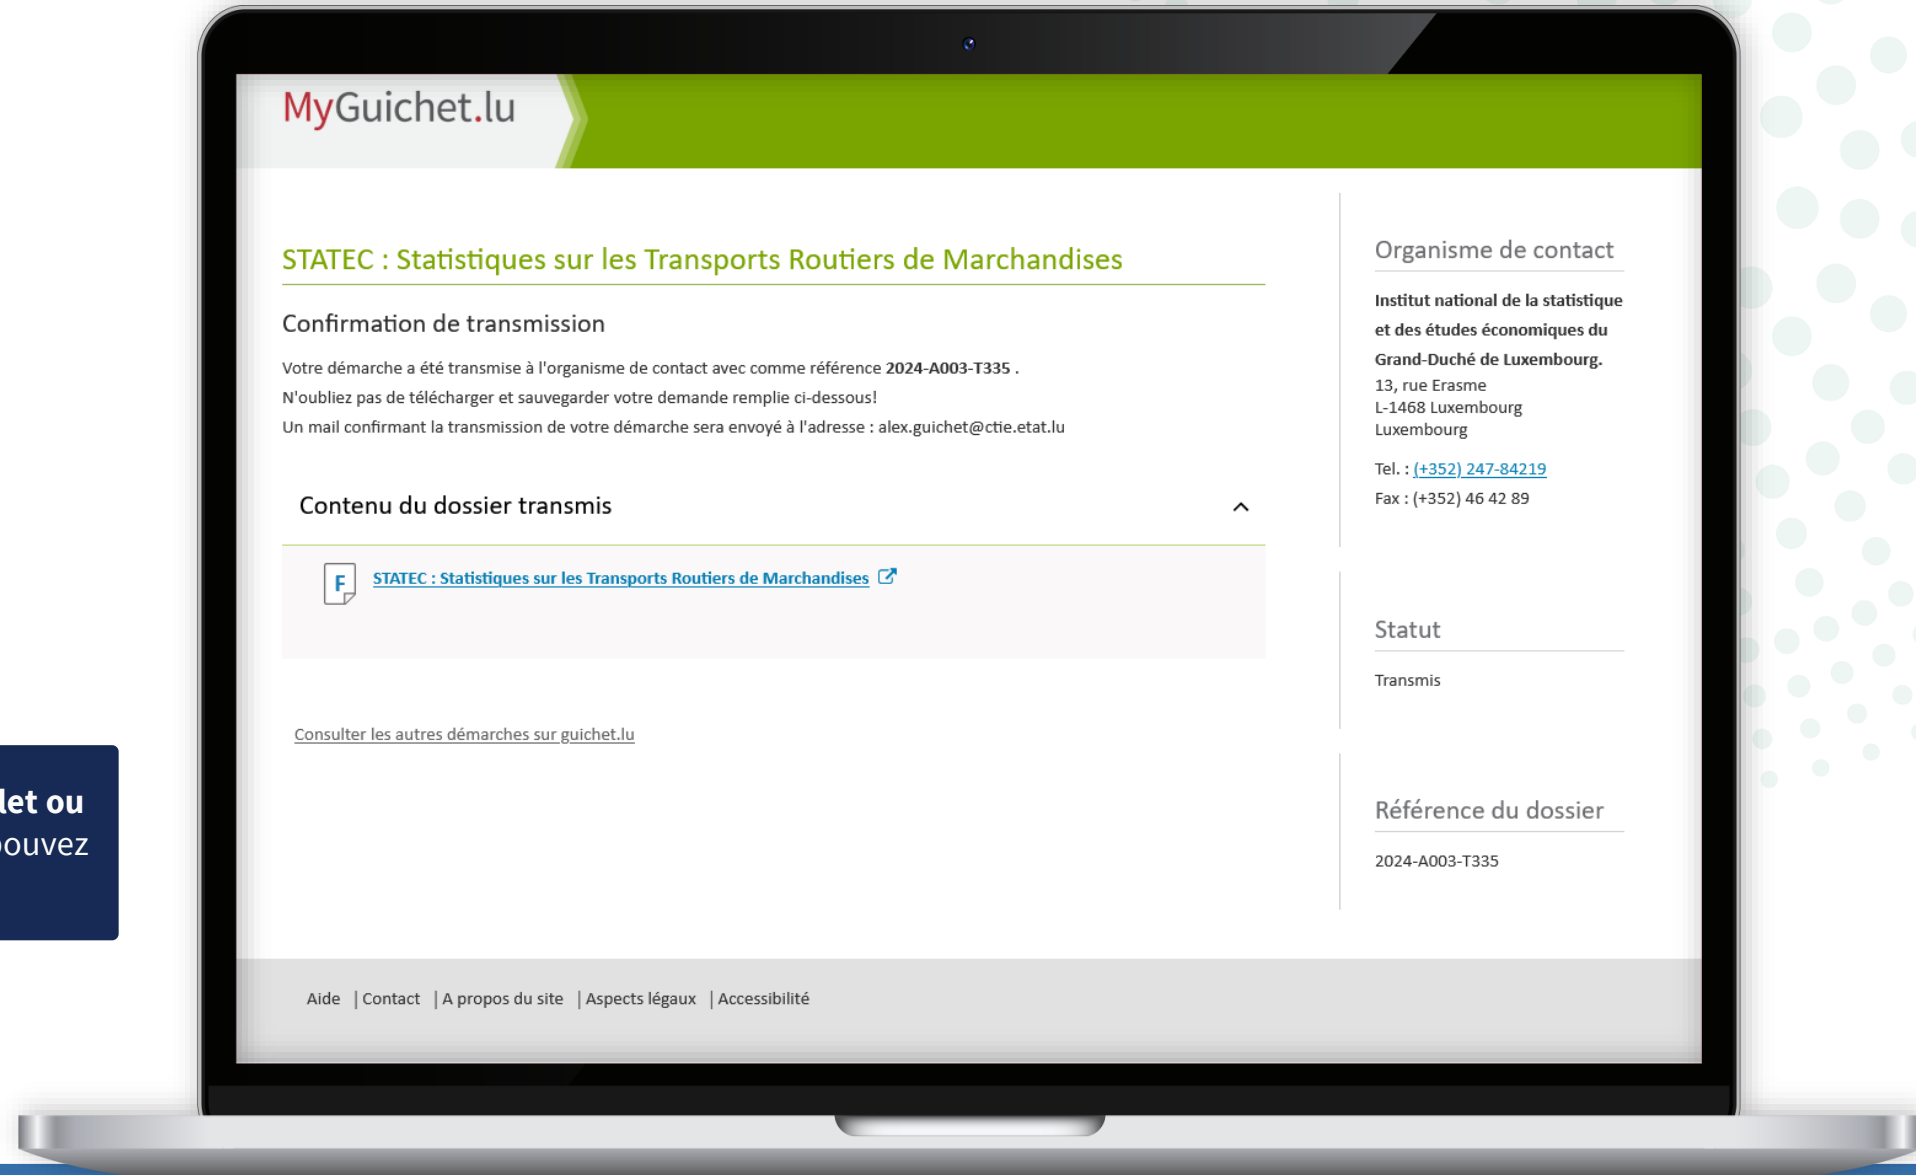 MyGuichet.lu
STATEC : Statistiques sur les Transports Routiers de Marchandises
Confirmation de transmission
Votre démarche a été transmise à l'organisme de contact avec comme référence 2024-A003-T335 .
N'oubliez pas de télécharger et sauvegarder votre demande remplie ci-dessous!
Un mail confirmant la transmission de votre démarche sera envoyé à l'adresse : alex.guichet@ctie.etat.lu
Contenu du dossier transmis
F STATEC : Statistiques sur les Transports Routiers de Marchandises
Consulter les autres démarches sur guichet.lu
Organisme de contact
Institut national de la statistique
et des études économiques du
Grand-Duché de Luxembourg.
13, rue Erasme
L-1468 Luxembourg
Luxembourg
Tel. : (+352) 247-84219
Fax : (+352) 46 42 89
Statut
Transmis
Référence du dossier
2024-A003-T335
let ou
pouvez
Aide | Contact | A propos du site | Aspects légaux | Accessibilité